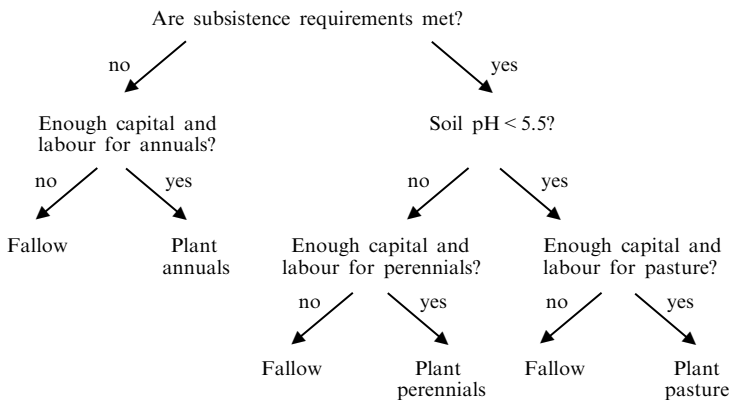 Are subsistence requirements met?
no
yes
Enough capital and
labour for annuals?
Soil pH < 5.5?
no
yes
no
yes
Fallow
Plant
annuals
Enough capital and
labour for perennials?
Enough capital and
labour for pasture?
no
yes
no
yes
Fallow
Plant
perennials
Fallow
Plant
pasture